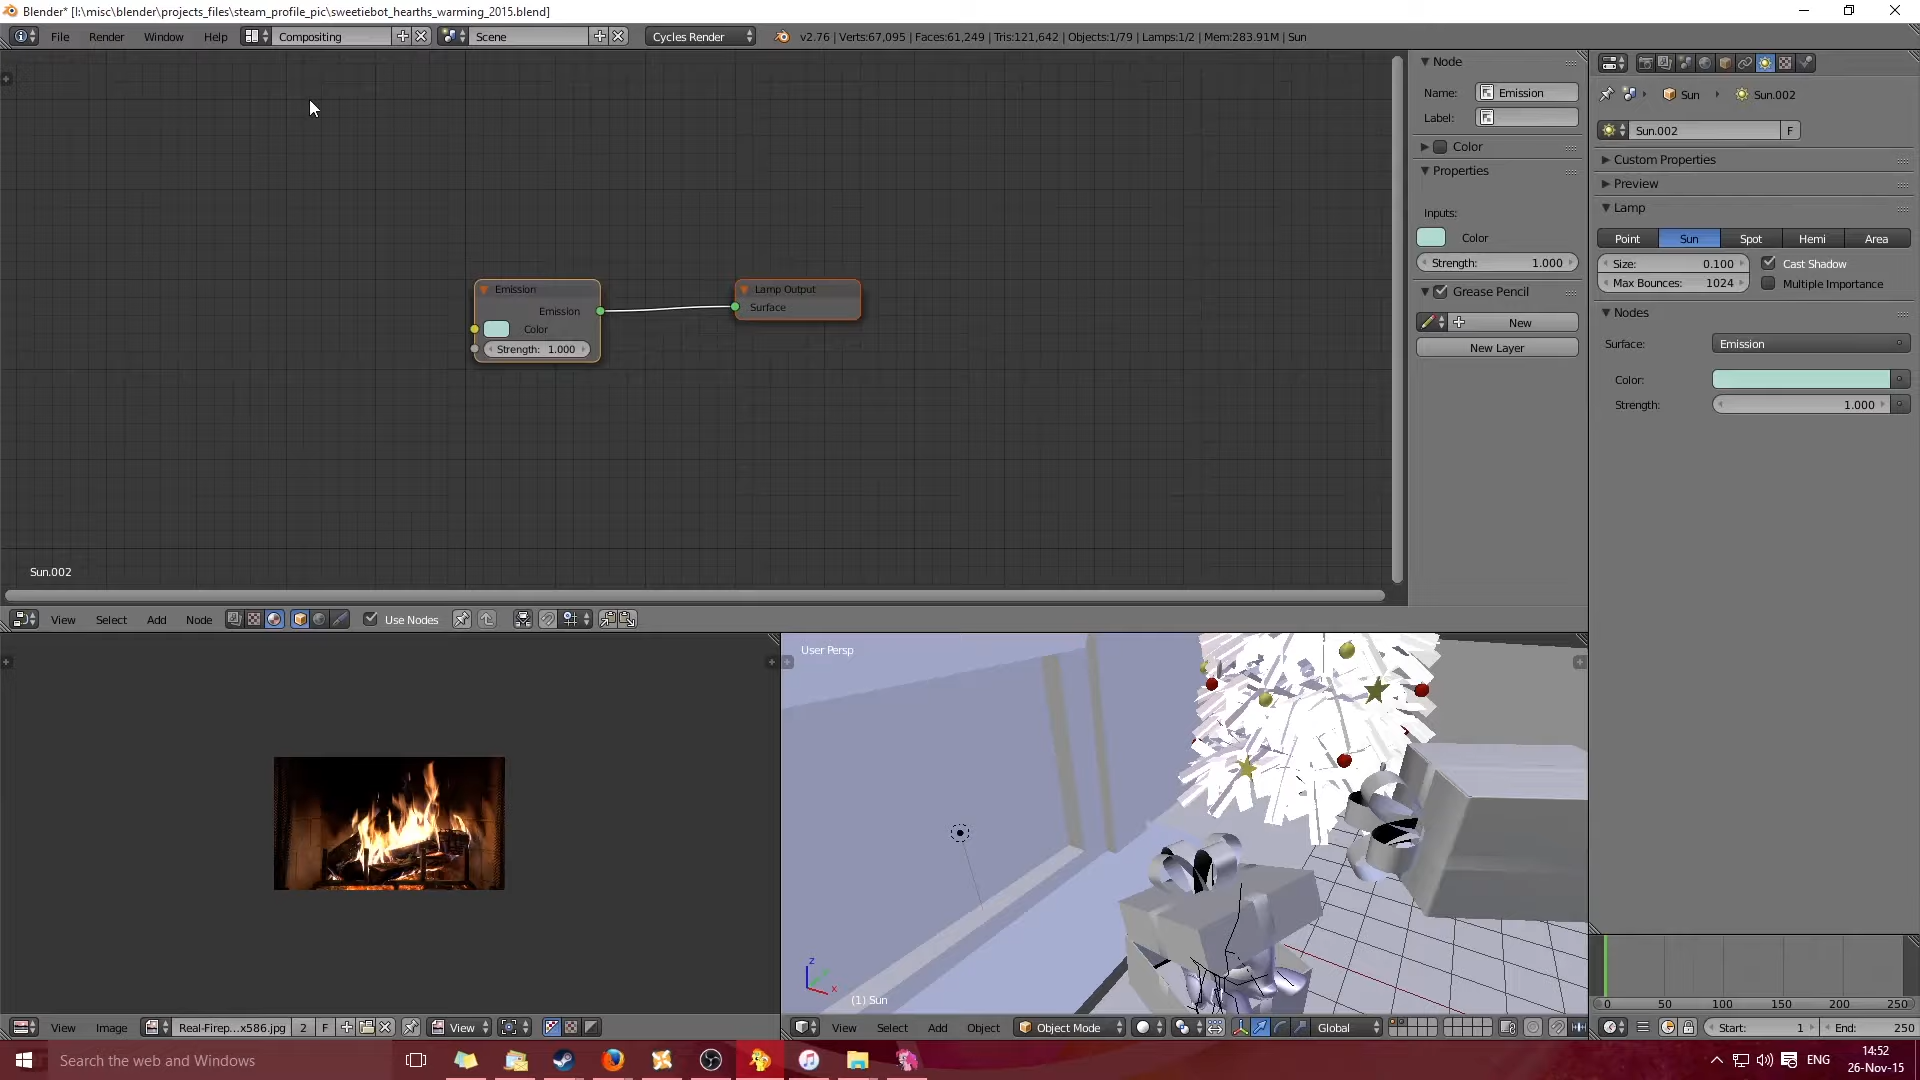 Blender* [I:\misc\blender\projects_files\steam_profile_pic\sweetiebot_hearths_warming_2015.blend]
File Render Window Help Compositing Scene Cycles Render v2.76 | Verts:67,095 | Faces:61,249 | Tris:121,642 | Objects:1/79 | Lamps:1/2 | Mem:283.91M | Sun
Emission
Emission
Color
Strength: 1.000
Lamp Output
Surface
Sun.002
Node
Name: Emission
Label:
Color
Properties
Inputs:
Color
Strength: 1.000
Grease Pencil
New
New Layer
Sun Sun.002
Sun.002 F
Custom Properties
Preview
Lamp
Point Sun Spot Hemi Area
Size: 0.100 Cast Shadow
Max Bounces: 1024 Multiple Importance
Nodes
Surface: Emission
Color:
Strength: 1.000
View Select Add Node Use Nodes
User Persp
z
x
(1) Sun
0 50 100 150 200 250
View Image Real-Firep...x586.jpg 2 F View
View Select Add Object Object Mode Global
Start: 1 End: 250
Search the web and Windows
ENG
14:52
26-Nov-15